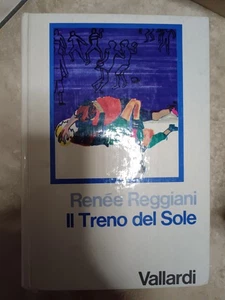 Renée Reggiani
Il Treno del Sole
Vallardi